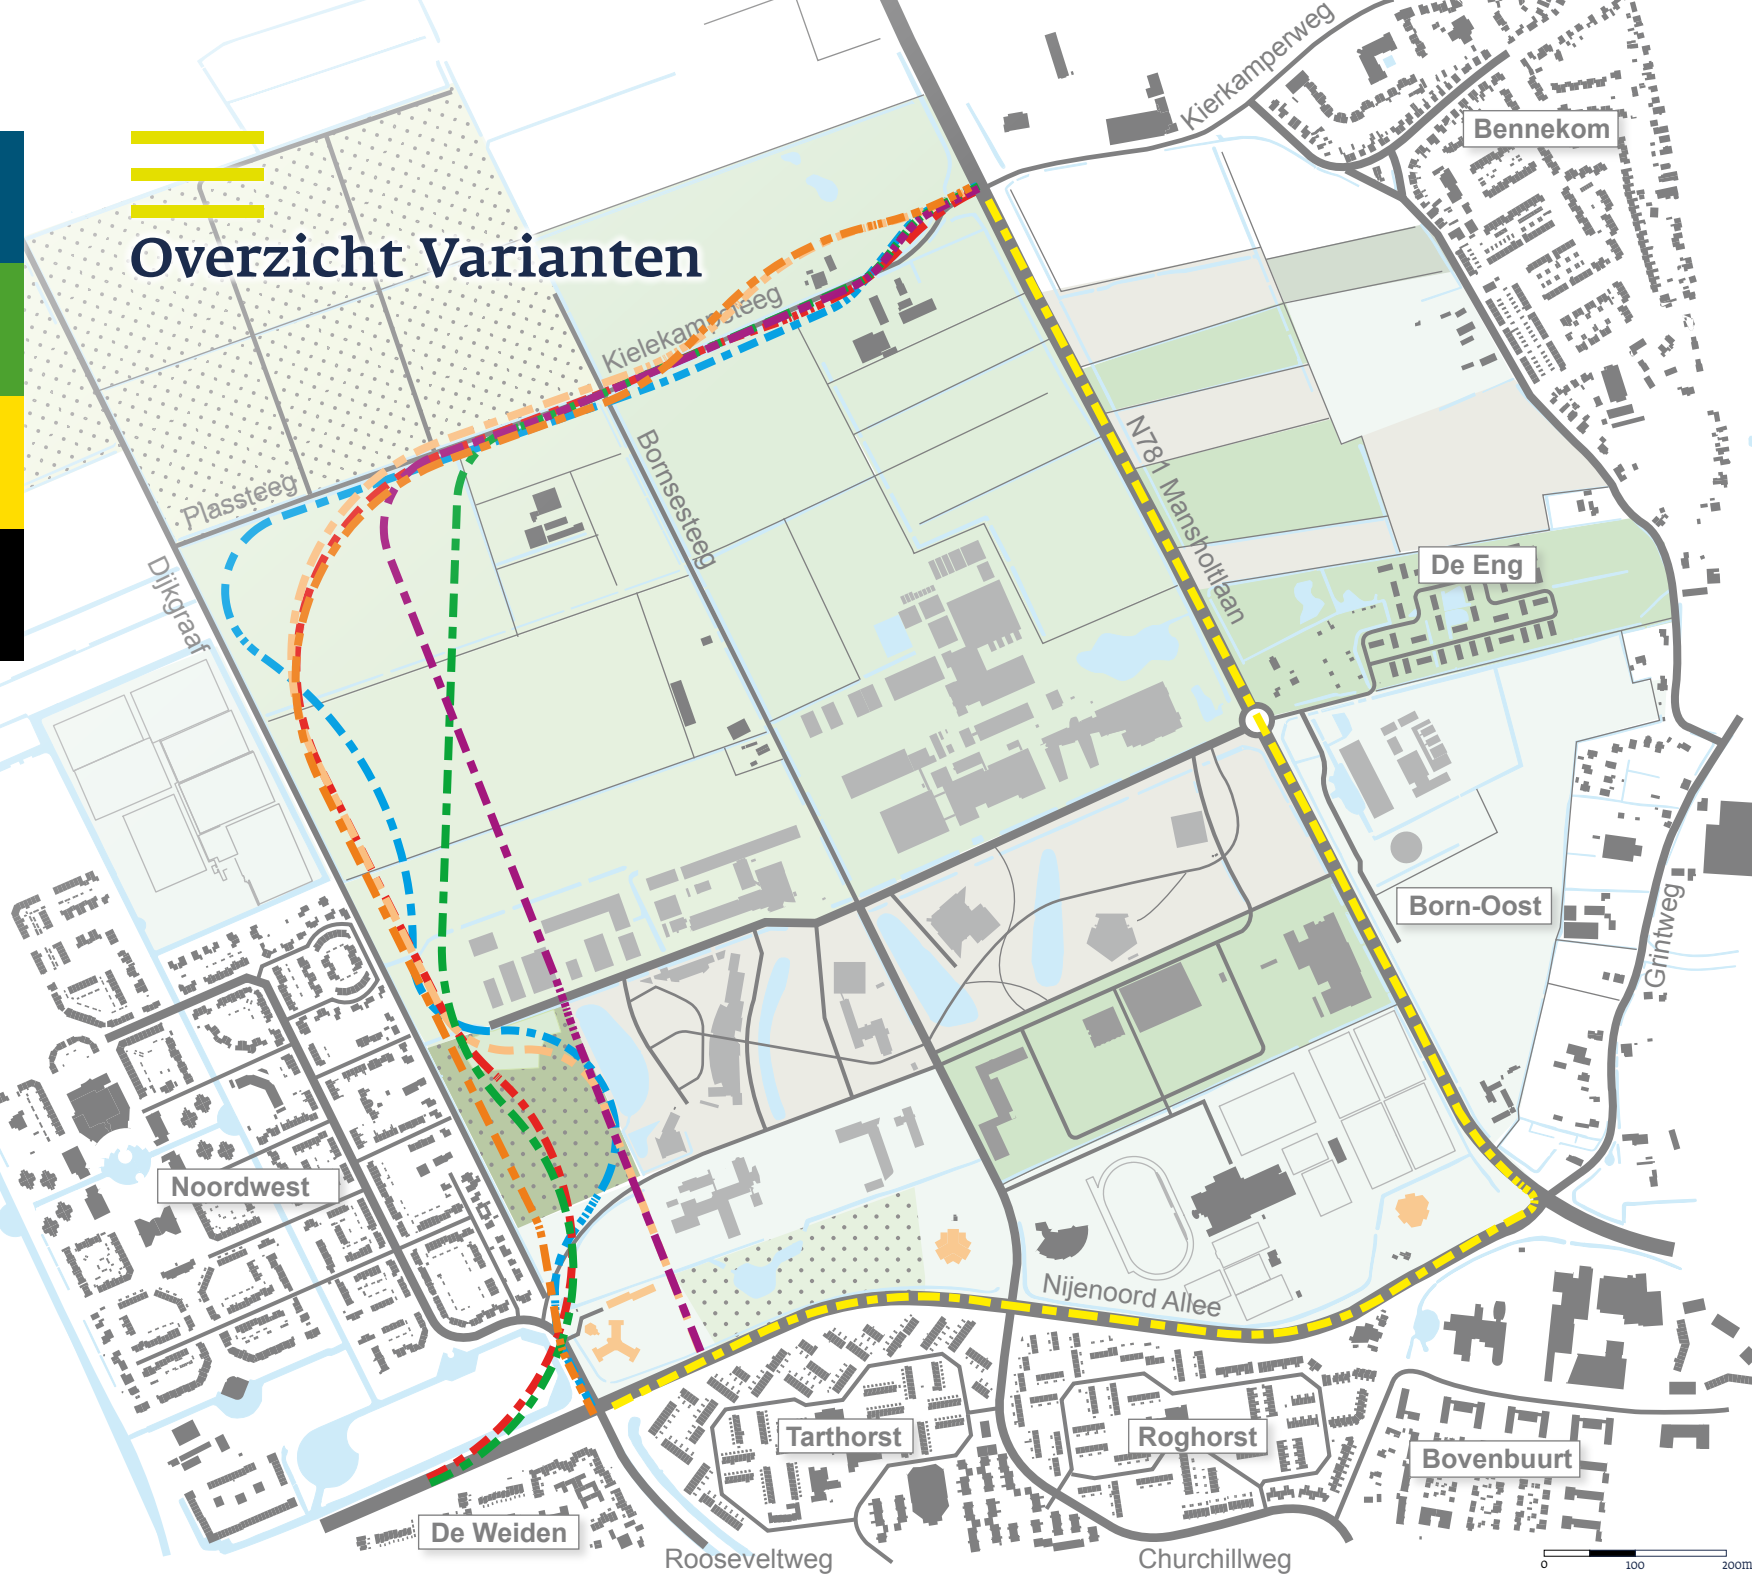 Kierkamperweg
Bennekom
Overzicht Varianten
Kielekampsteeg
Plassteeg
Bornsesteeg
N781 Mansholtlaan
Dijkgraaf
De Eng
Born-Oost
Grintweg
Noordwest
Nijenoord Allee
Tarthorst
Roghorst
Bovenbuurt
De Weiden
Rooseveltweg
Churchillweg
0 100 200m